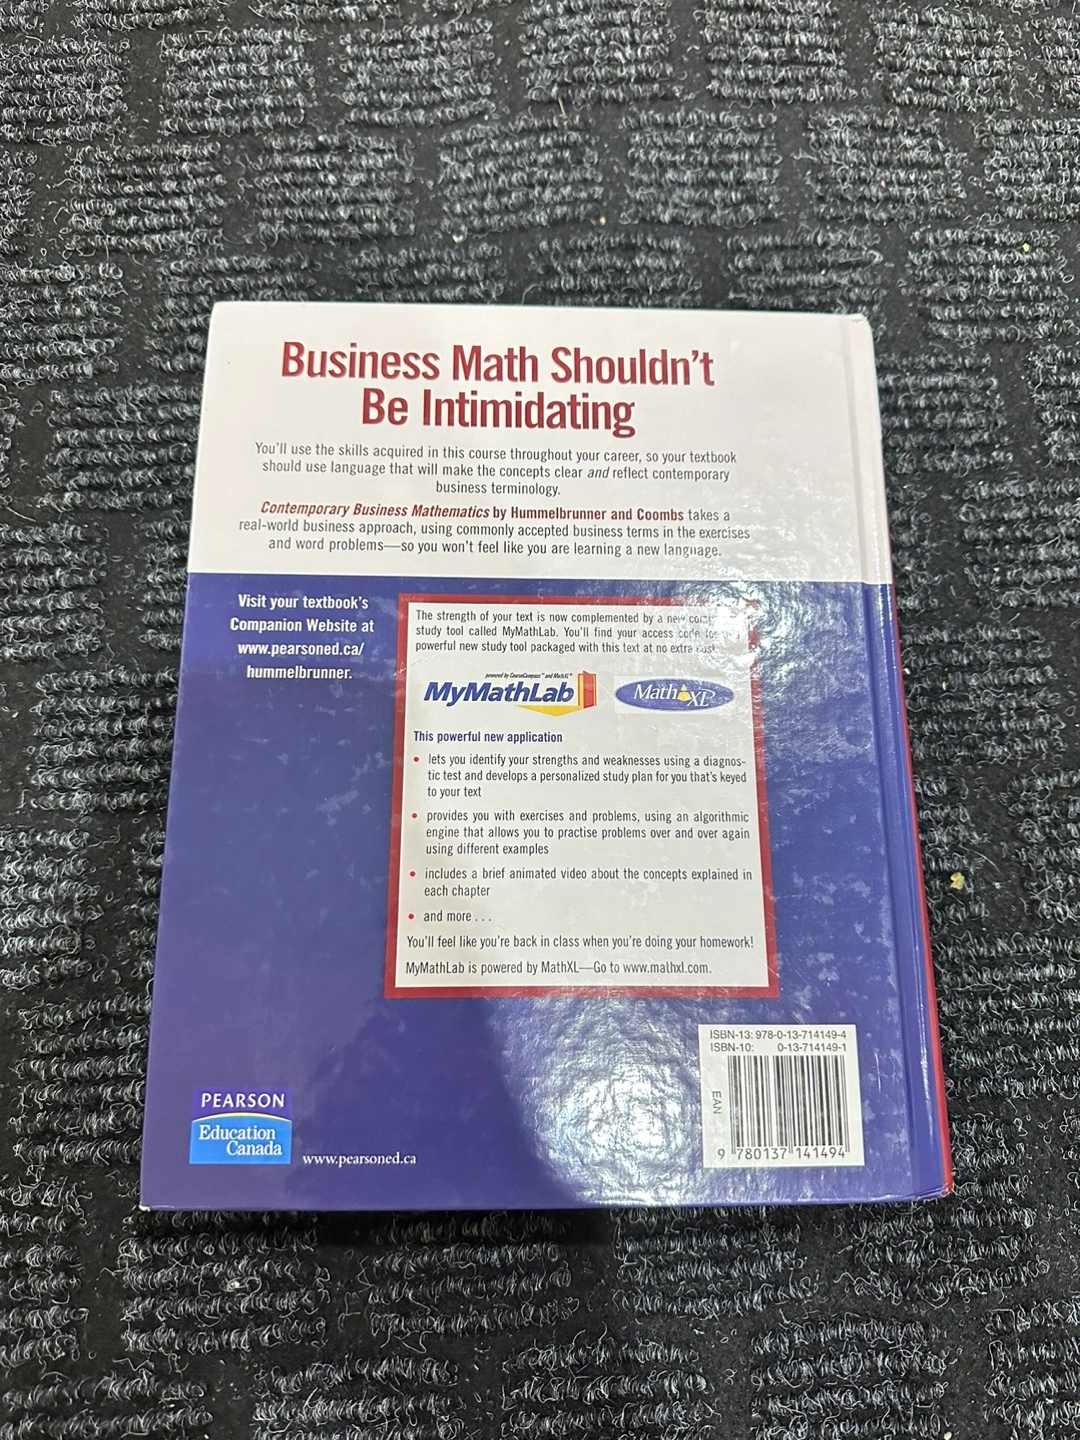 Business Math Shouldn't
Be Intimidating
You'll use the skills acquired in this course throughout your career, so your textbook
should use language that will make the concepts clear and reflect contemporary
business terminology.
Contemporary Business Mathematics by Hummelbrunner and Coombs takes a
real-world business approach, using commonly accepted business terms in the exercises
and word problems—so you won't feel like you are learning a new language.
Visit your textbook's
Companion Website at
www.pearsoned.ca/
hummelbrunner.
The strength of your text is now complemented by a new
study tool called MyMathLab. You'll find your access code for
powerful new study tool packaged with this text at no extra cost.
powered by CourseCompass™ and MathXL®
MyMathLab
MathXL
This powerful new application
• lets you identify your strengths and weaknesses using a diagnos-
tic test and develops a personalized study plan for you that's keyed
to your text
• provides you with exercises and problems, using an algorithmic
engine that allows you to practise problems over and over again
using different examples
• includes a brief animated video about the concepts explained in
each chapter
• and more . . .
You'll feel like you're back in class when you're doing your homework!
MyMathLab is powered by MathXL—Go to www.mathxl.com.
ISBN-13: 978-0-13-714149-4
ISBN-10: 0-13-714149-1
EAN
9 780137 141494
PEARSON
Education
Canada
www.pearsoned.ca